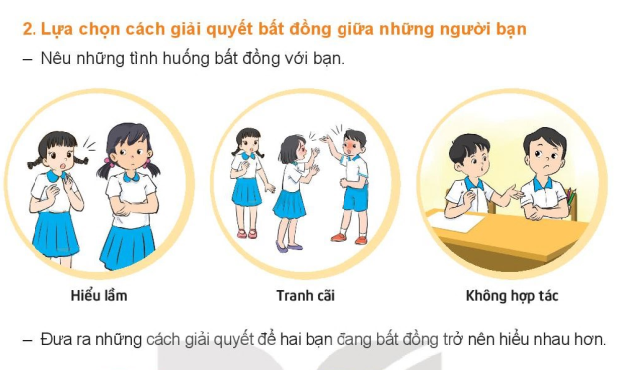 2. Lựa chọn cách giải quyết bất đồng giữa những người bạn
– Nêu những tình huống bất đồng với bạn.
Hiểu lầm
Tranh cãi
Không hợp tác
– Đưa ra những cách giải quyết để hai bạn đang bất đồng trở nên hiểu nhau hơn.